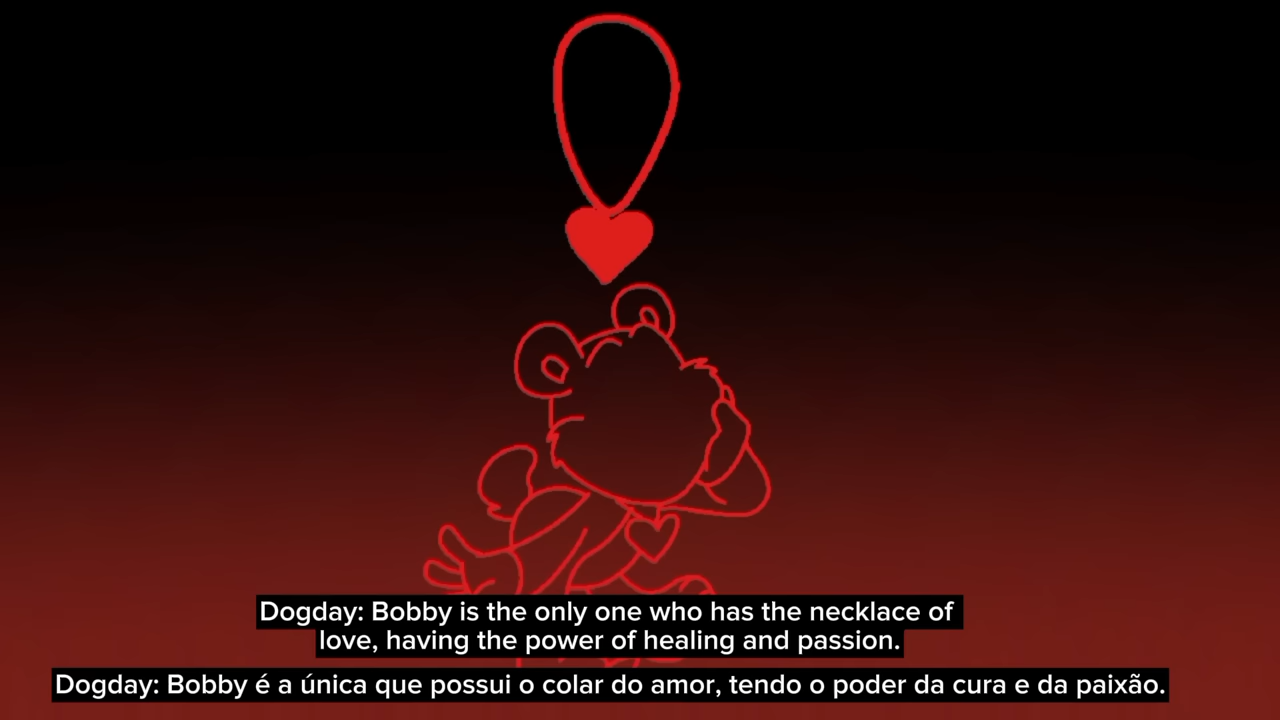 Dogday: Bobby is the only one who has the necklace of
love, having the power of healing and passion.
Dogday: Bobby é a única que possui o colar do amor, tendo o poder da cura e da paixão.